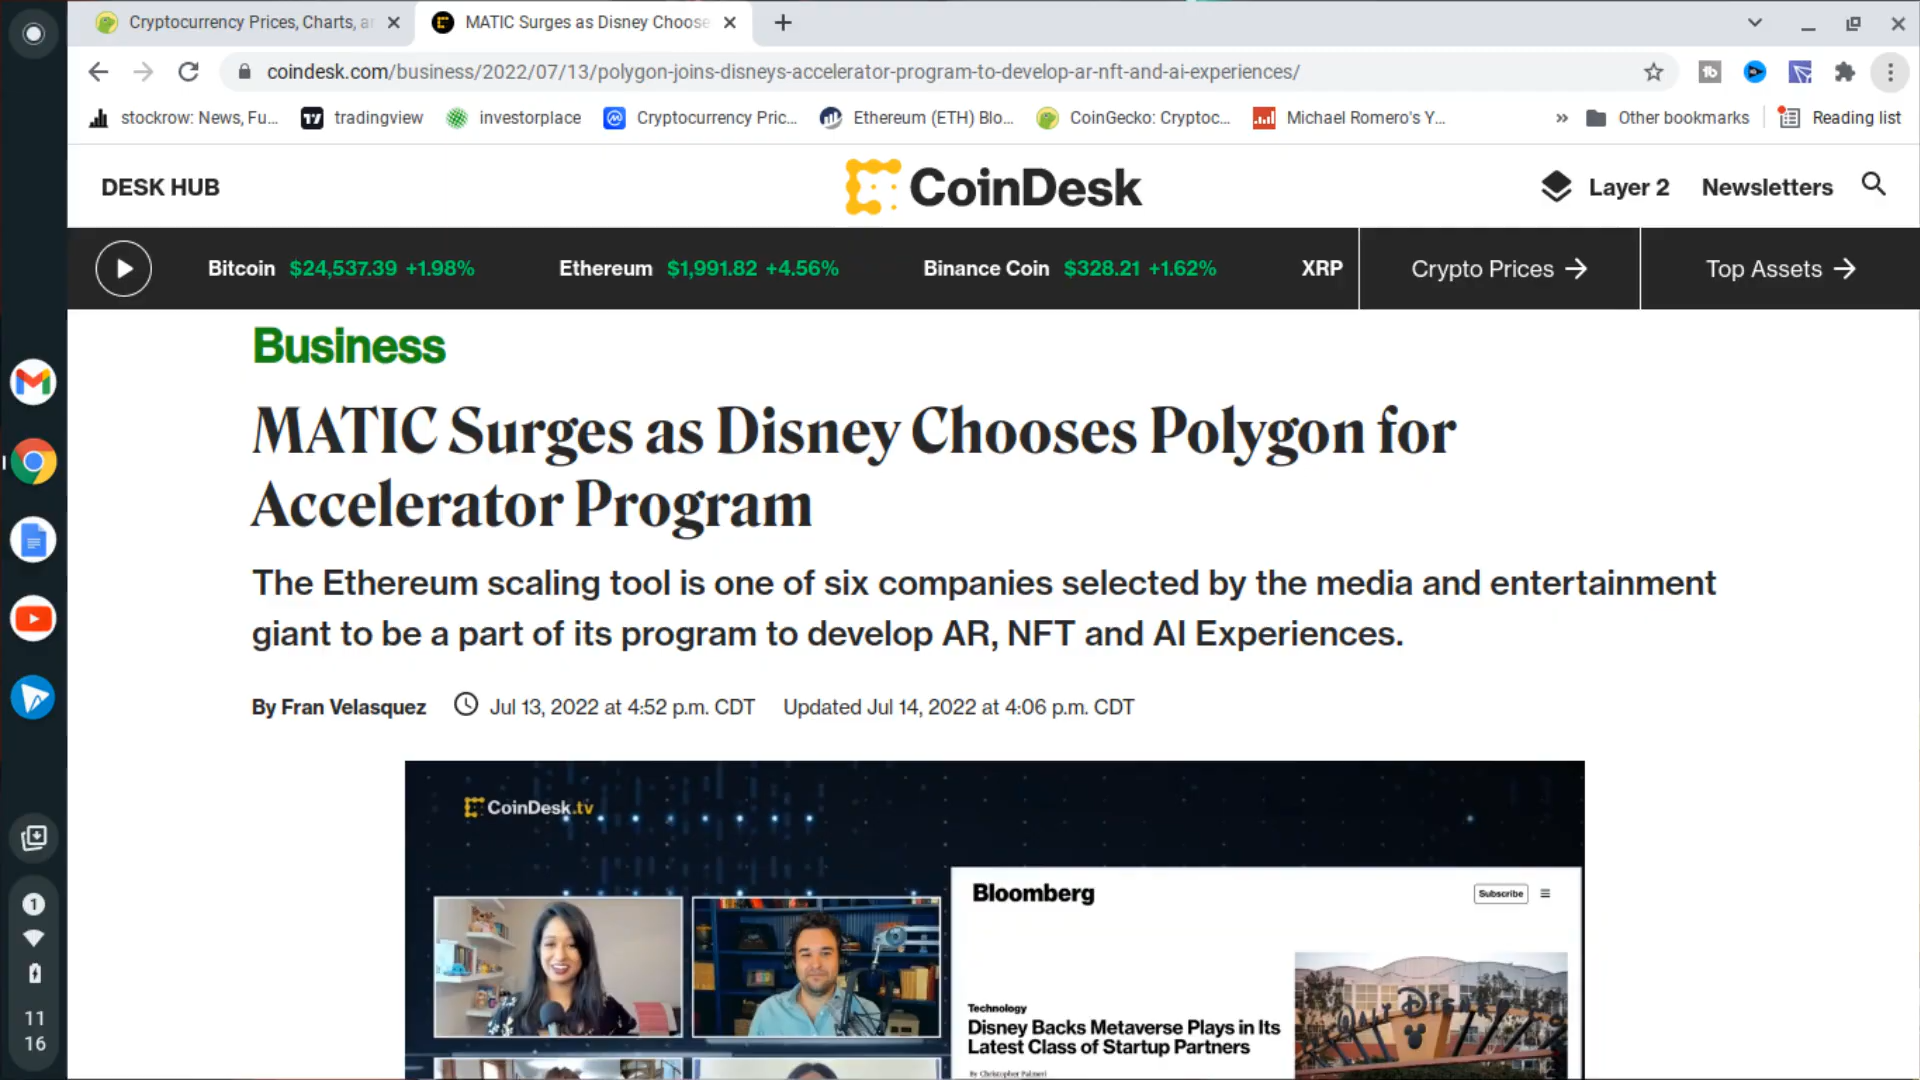 Cryptocurrency Prices, Charts, a
MATIC Surges as Disney Choose
coindesk.com/business/2022/07/13/polygon-joins-disneys-accelerator-program-to-develop-ar-nft-and-ai-experiences/
stockrow: News, Fu...
tradingview
investorplace
Cryptocurrency Pric...
Ethereum (ETH) Blo...
CoinGecko: Cryptoc...
Michael Romero's Y...
Other bookmarks
Reading list
DESK HUB
CoinDesk
Layer 2
Newsletters
Bitcoin $24,537.39 +1.98%
Ethereum $1,991.82 +4.56%
Binance Coin $328.21 +1.62%
XRP
Crypto Prices
Top Assets
Business
MATIC Surges as Disney Chooses Polygon for
Accelerator Program
The Ethereum scaling tool is one of six companies selected by the media and entertainment
giant to be a part of its program to develop AR, NFT and AI Experiences.
By Fran Velasquez Jul 13, 2022 at 4:52 p.m. CDT Updated Jul 14, 2022 at 4:06 p.m. CDT
CoinDesk.tv
Bloomberg
Subscribe
Technology
Disney Backs Metaverse Plays in Its
Latest Class of Startup Partners
By Christopher Palmeri
WALT DISNEY
1
11
16